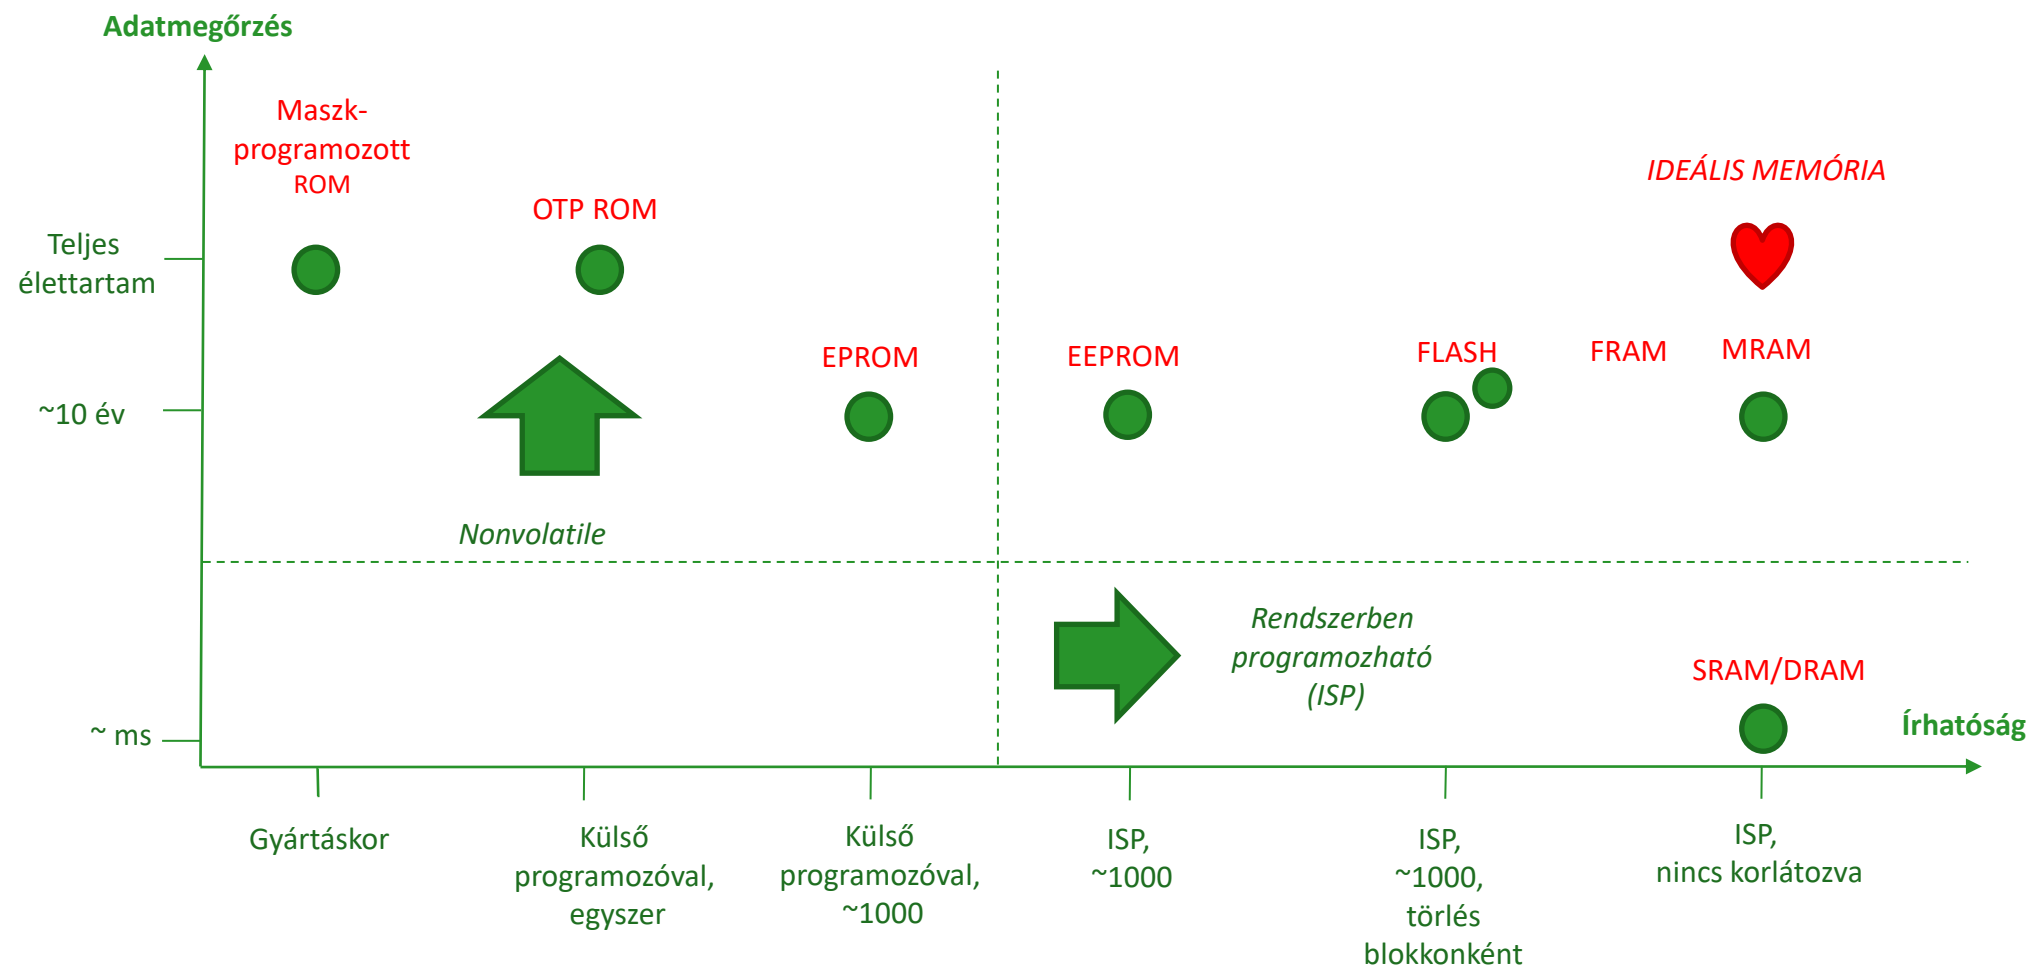 Adatmegőrzés
Maszk-
programozott
ROM
OTP ROM
IDEÁLIS MEMÓRIA
Teljes
élettartam
EPROM
EEPROM
FLASH
FRAM
MRAM
~10 év
Nonvolatile
Rendszerben
programozható
(ISP)
SRAM/DRAM
~ ms
Írhatóság
Gyártáskor
Külső
programozóval,
egyszer
Külső
programozóval,
~1000
ISP,
~1000
ISP,
~1000,
törlés
blokkonként
ISP,
nincs korlátozva